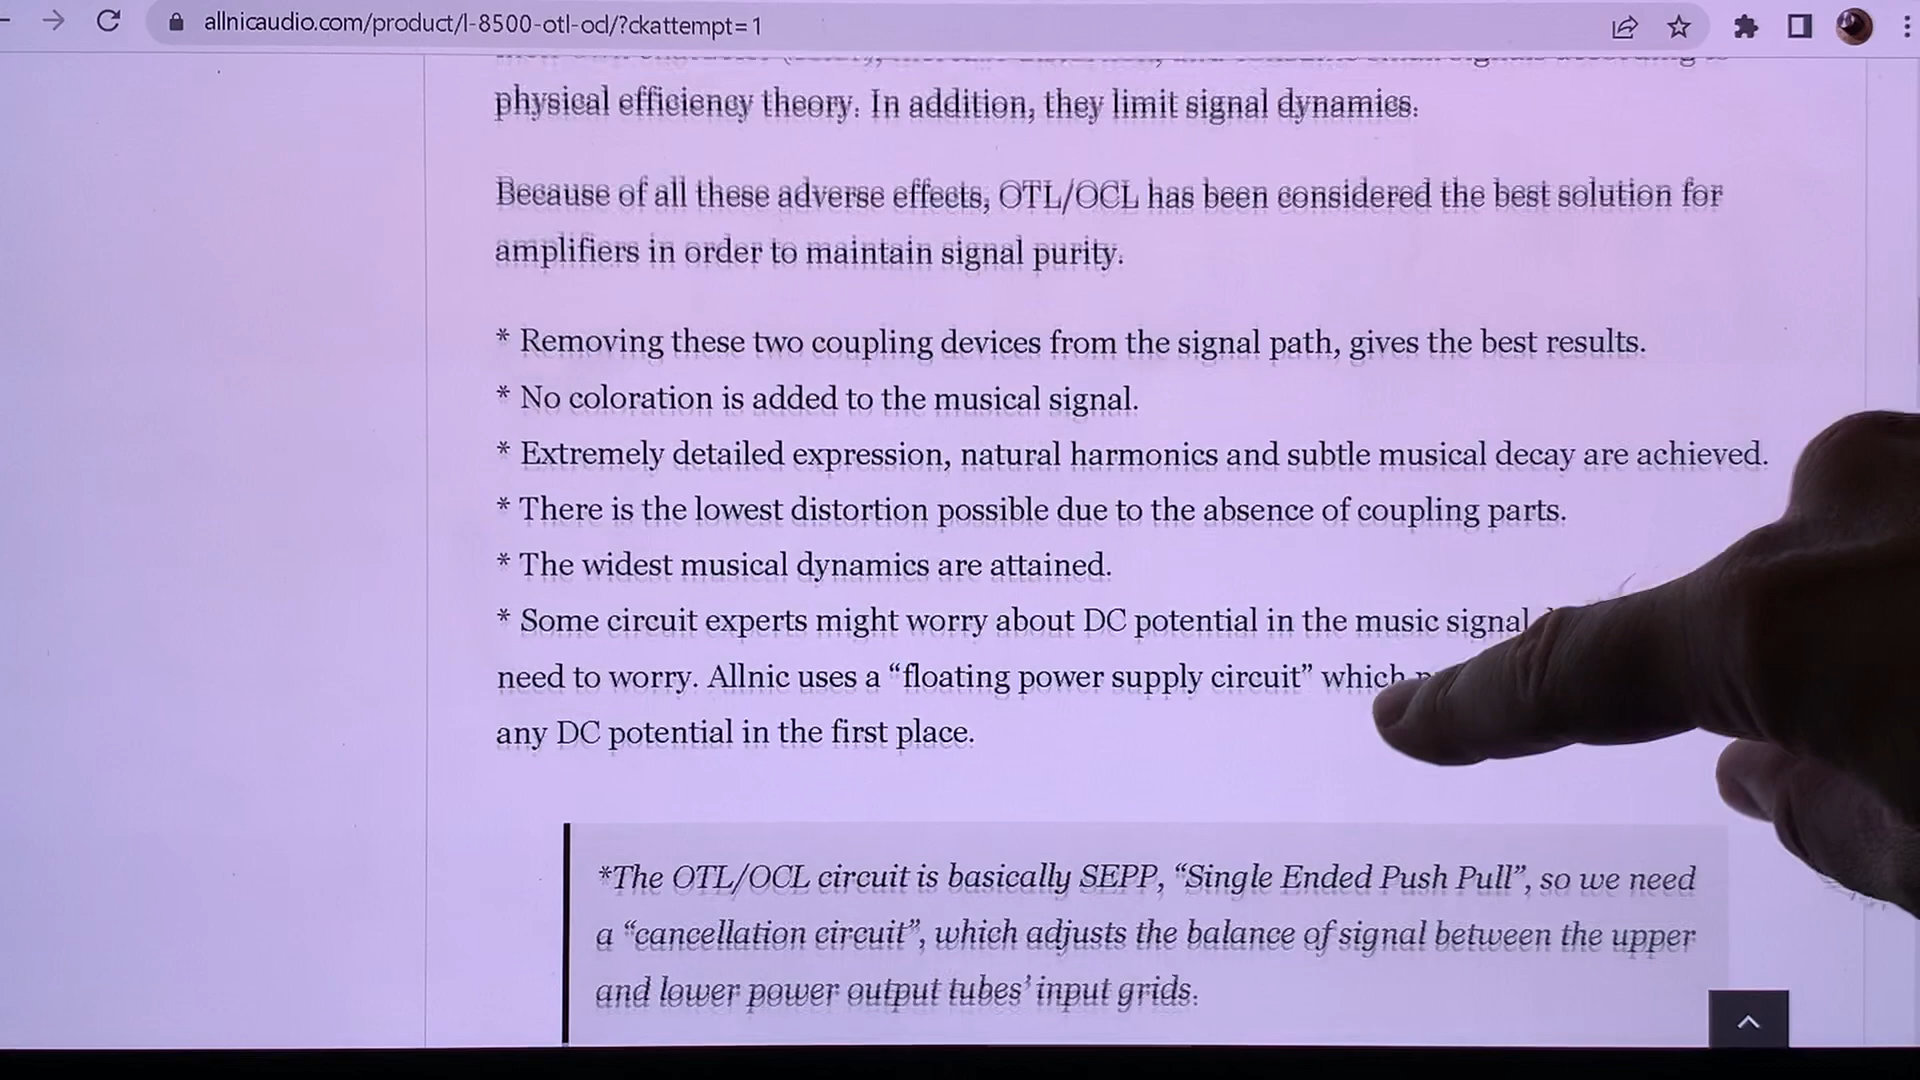 allnicaudio.com/product/l-8500-otl-ocl/?ckattempt=1
physical efficiency theory. In addition, they limit signal dynamics.
Because of all these adverse effects, OTL/OCL has been considered the best solution for
amplifiers in order to maintain signal purity.
* Removing these two coupling devices from the signal path, gives the best results.
* No coloration is added to the musical signal.
* Extremely detailed expression, natural harmonics and subtle musical decay are achieved.
* There is the lowest distortion possible due to the absence of coupling parts.
* The widest musical dynamics are attained.
* Some circuit experts might worry about DC potential in the music signal
need to worry. Allnic uses a “floating power supply circuit” which
any DC potential in the first place.
*The OTL/OCL circuit is basically SEPP, “Single Ended Push Pull”, so we need
a “cancellation circuit”, which adjusts the balance of signal between the upper
and lower power output tubes’ input grids.